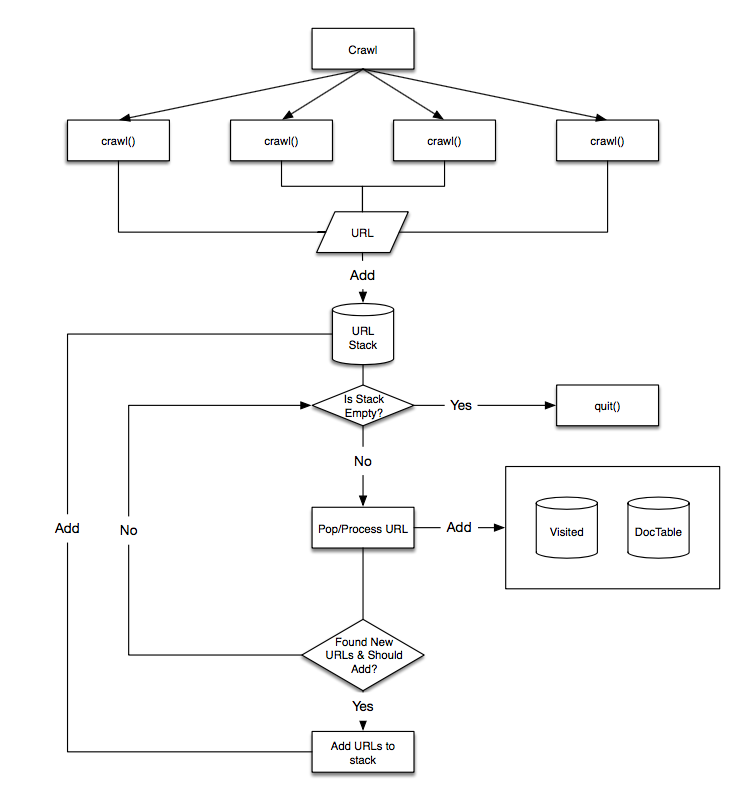 Crawl
crawl()
crawl()
crawl()
crawl()
URL
Add
URL
Stack
Is Stack
Empty?
Yes
quit()
No
Pop/Process URL
Add
Visited
DocTable
Add
No
Found New
URLs & Should
Add?
Yes
Add URLs to
stack